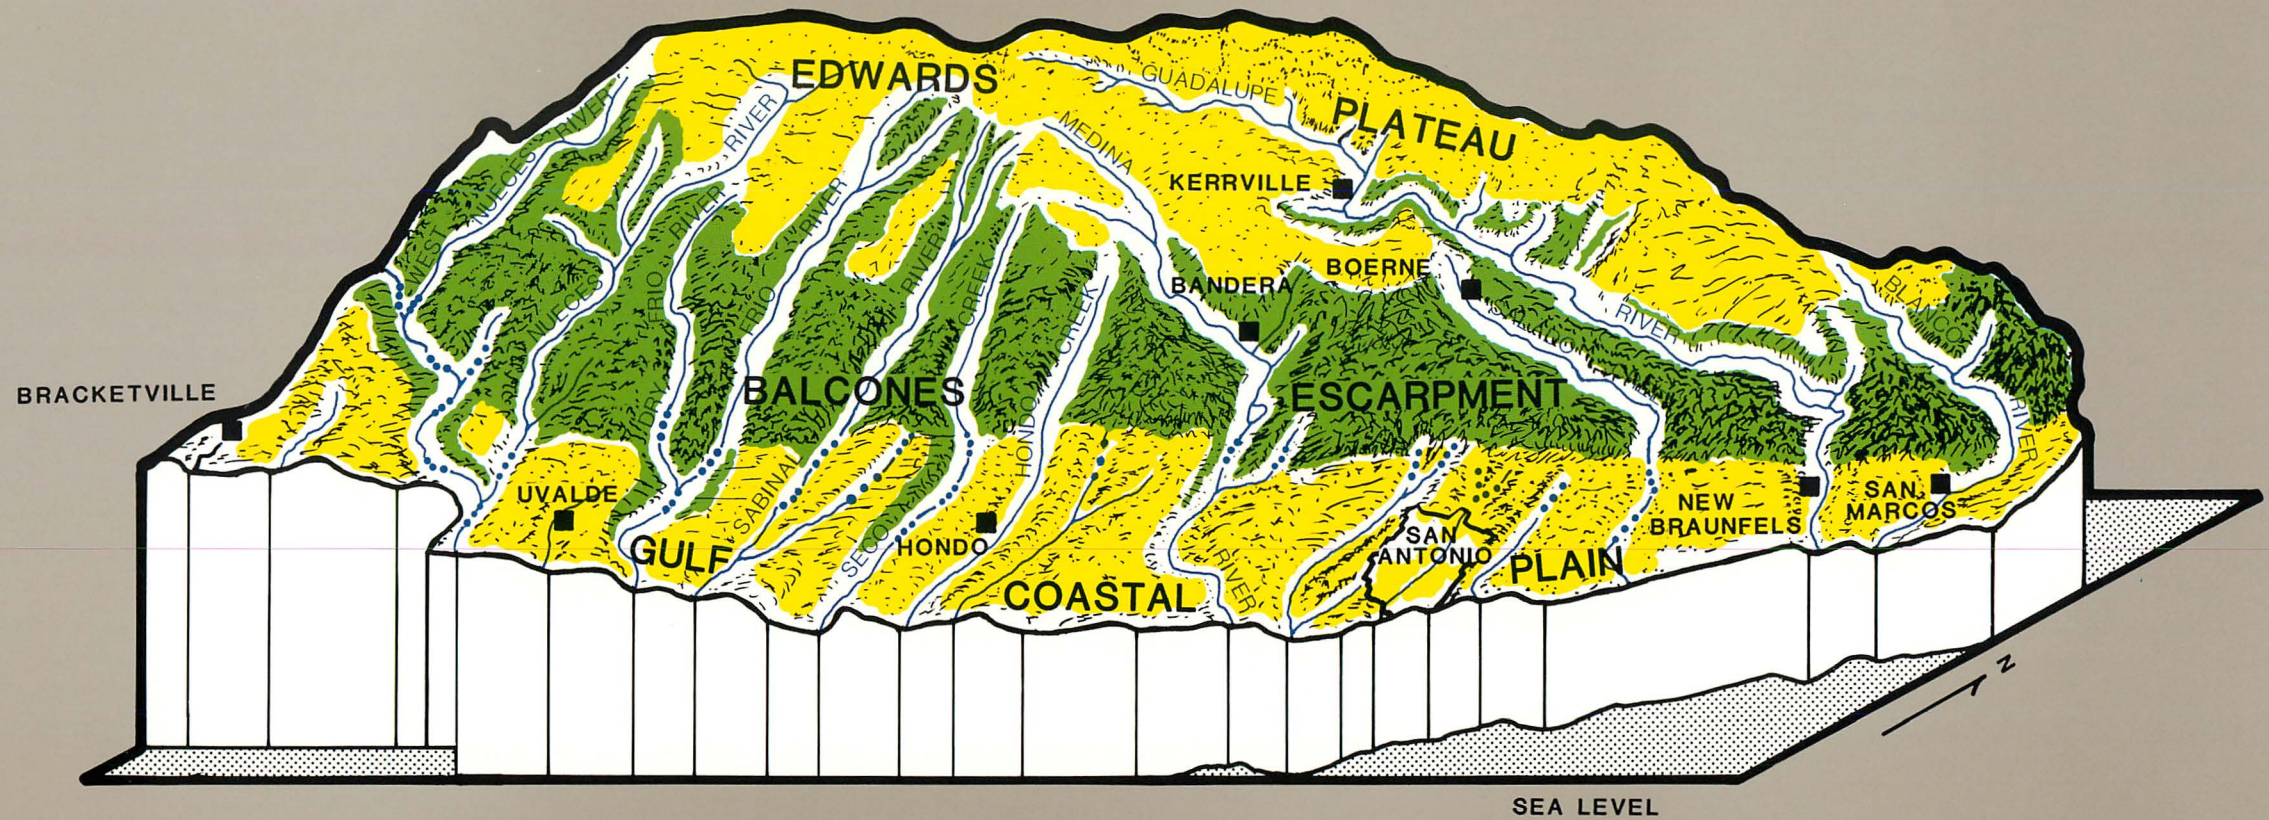 EDWARDS
PLATEAU
GUADALUPE
RIVER
MEDINA
RIVER
WEST NUECES RIVER
NUECES
RIVER
FRIO
RIVER
DRY
FRIO
RIVER
SABINAL
RIVER
SECO
CREEK
HONDO
CREEK
BLANCO
RIVER
KERRVILLE
BOERNE
BANDERA
BALCONES
ESCARPMENT
BRACKETVILLE
UVALDE
HONDO
SAN
ANTONIO
NEW
BRAUNFELS
SAN
MARCOS
GULF
COASTAL
PLAIN
N
SEA LEVEL